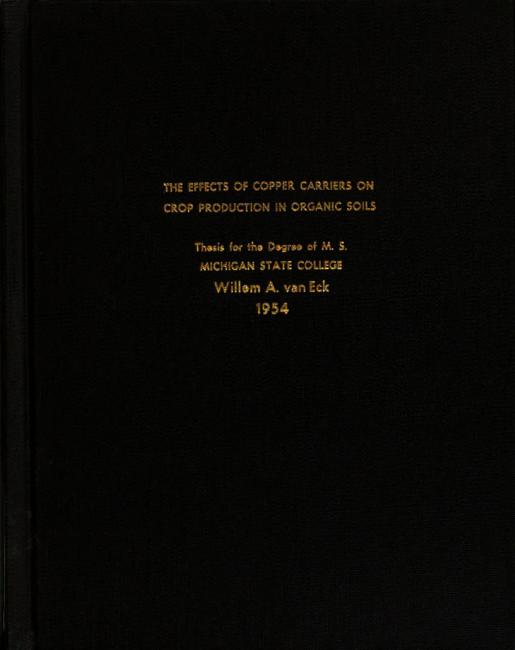 THE EFFECTS OF COPPER CARRIERS ON
CROP PRODUCTION IN ORGANIC SOILS
Thesis for the Degree of M. S.
MICHIGAN STATE COLLEGE
Willem A. van Eck
1954